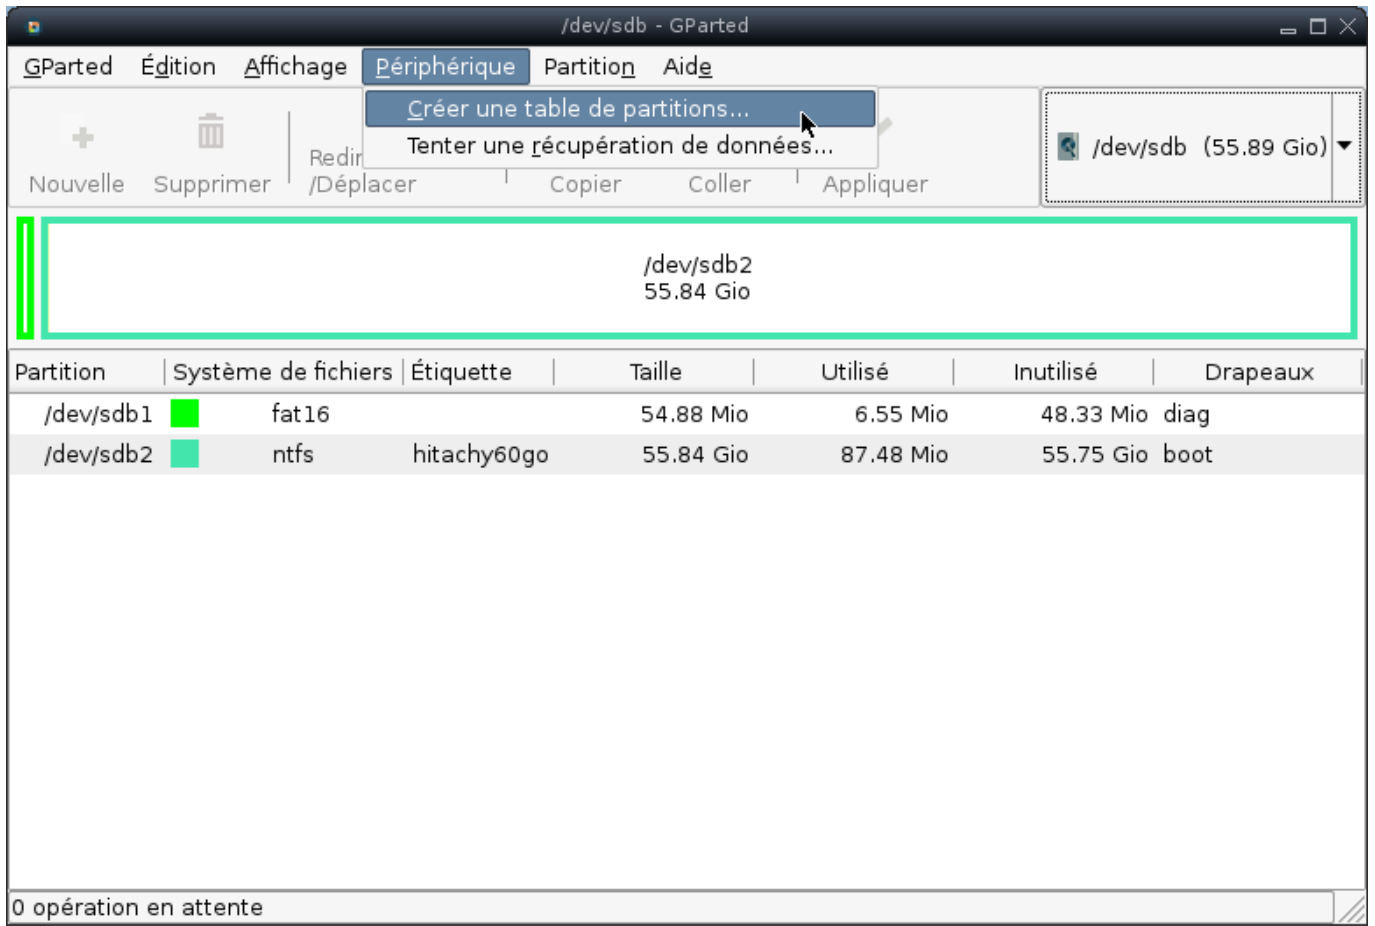 /dev/sdb - GParted
GParted Édition Affichage Périphérique Partition Aide
Créer une table de partitions...
Tenter une récupération de données...
Nouvelle Supprimer
/Déplacer Copier Coller Appliquer
/dev/sdb (55.89 Gio)
/dev/sdb2
55.84 Gio
Partition Système de fichiers Étiquette Taille Utilisé Inutilisé Drapeaux
/dev/sdb1 fat16 54.88 Mio 6.55 Mio 48.33 Mio diag
/dev/sdb2 ntfs hitachy60go 55.84 Gio 87.48 Mio 55.75 Gio boot
0 opération en attente